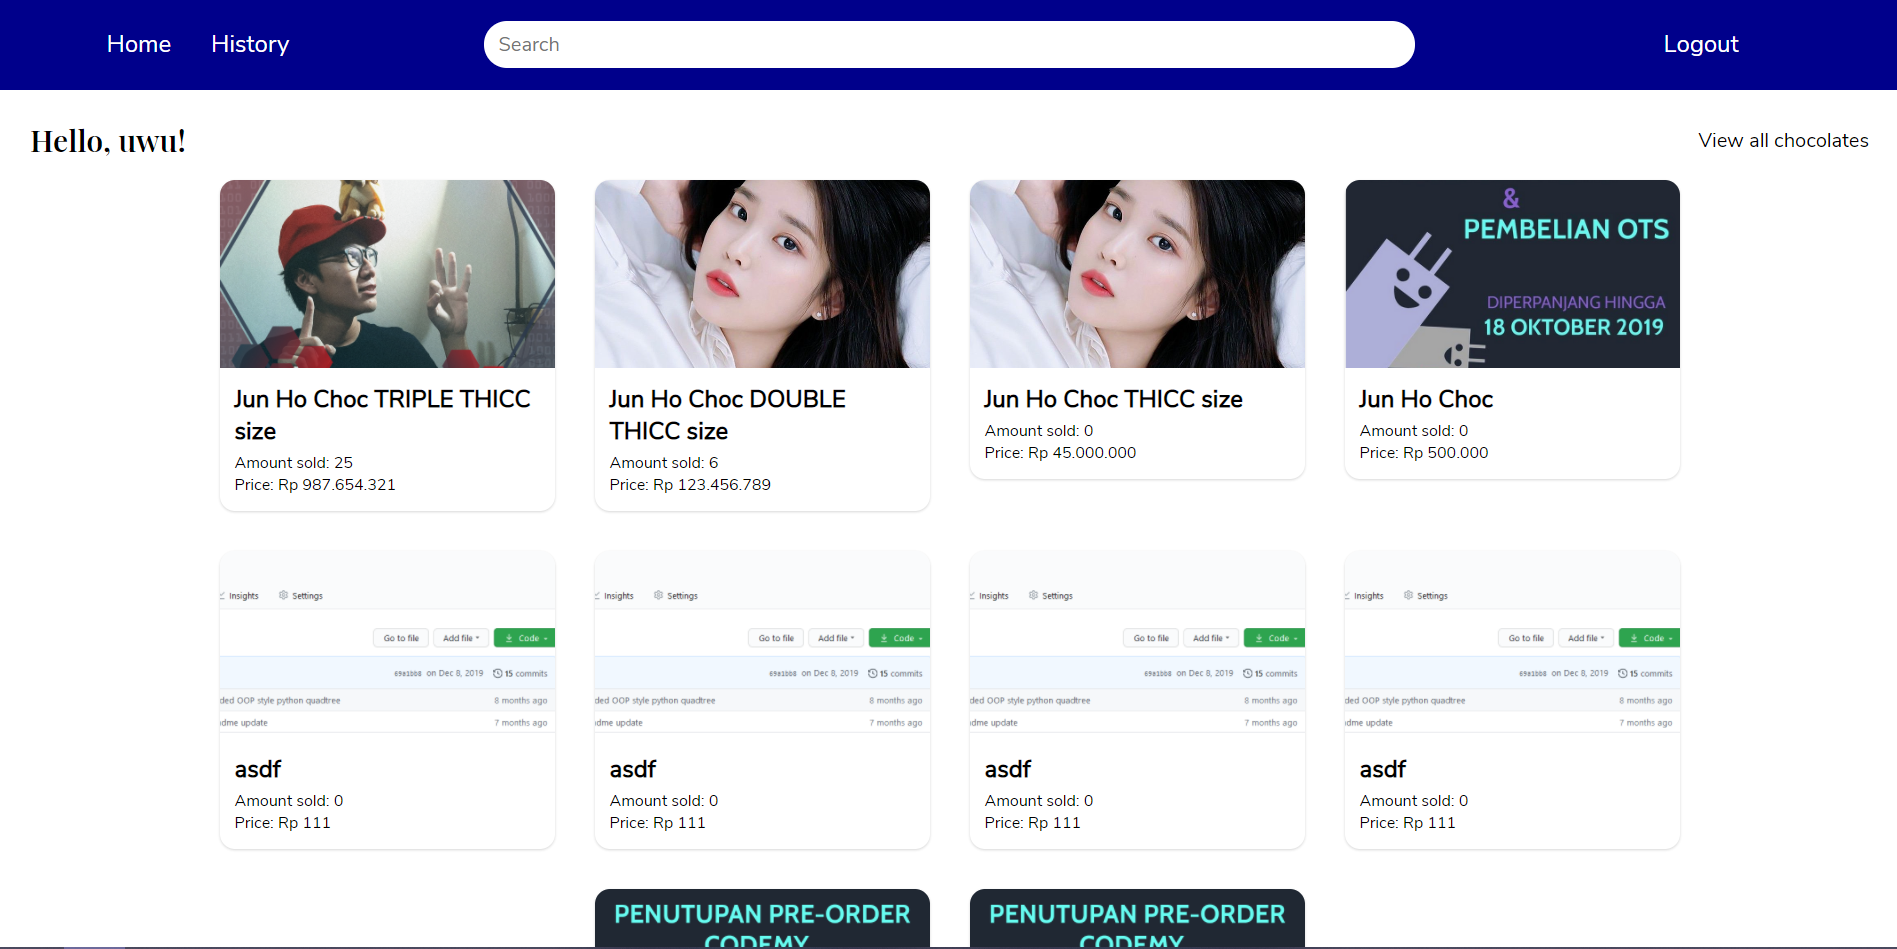 Home History Search Logout
Hello, uwu!
View all chocolates
&
PEMBELIAN OTS
DIPERPANJANG HINGGA
18 OKTOBER 2019
Jun Ho Choc TRIPLE THICC
size
Amount sold: 25
Price: Rp 987.654.321
Jun Ho Choc DOUBLE
THICC size
Amount sold: 6
Price: Rp 123.456.789
Jun Ho Choc THICC size
Amount sold: 0
Price: Rp 45.000.000
Jun Ho Choc
Amount sold: 0
Price: Rp 500.000
Insights Settings
Go to file Add file Code
69a1bb8 on Dec 8, 2019 15 commits
ded OOP style python quadtree 8 months ago
dme update 7 months ago
asdf
Amount sold: 0
Price: Rp 111
Insights Settings
Go to file Add file Code
69a1bb8 on Dec 8, 2019 15 commits
ded OOP style python quadtree 8 months ago
dme update 7 months ago
asdf
Amount sold: 0
Price: Rp 111
Insights Settings
Go to file Add file Code
69a1bb8 on Dec 8, 2019 15 commits
ded OOP style python quadtree 8 months ago
dme update 7 months ago
asdf
Amount sold: 0
Price: Rp 111
Insights Settings
Go to file Add file Code
69a1bb8 on Dec 8, 2019 15 commits
ded OOP style python quadtree 8 months ago
dme update 7 months ago
asdf
Amount sold: 0
Price: Rp 111
PENUTUPAN PRE-ORDER
CODEMY
PENUTUPAN PRE-ORDER
CODEMY